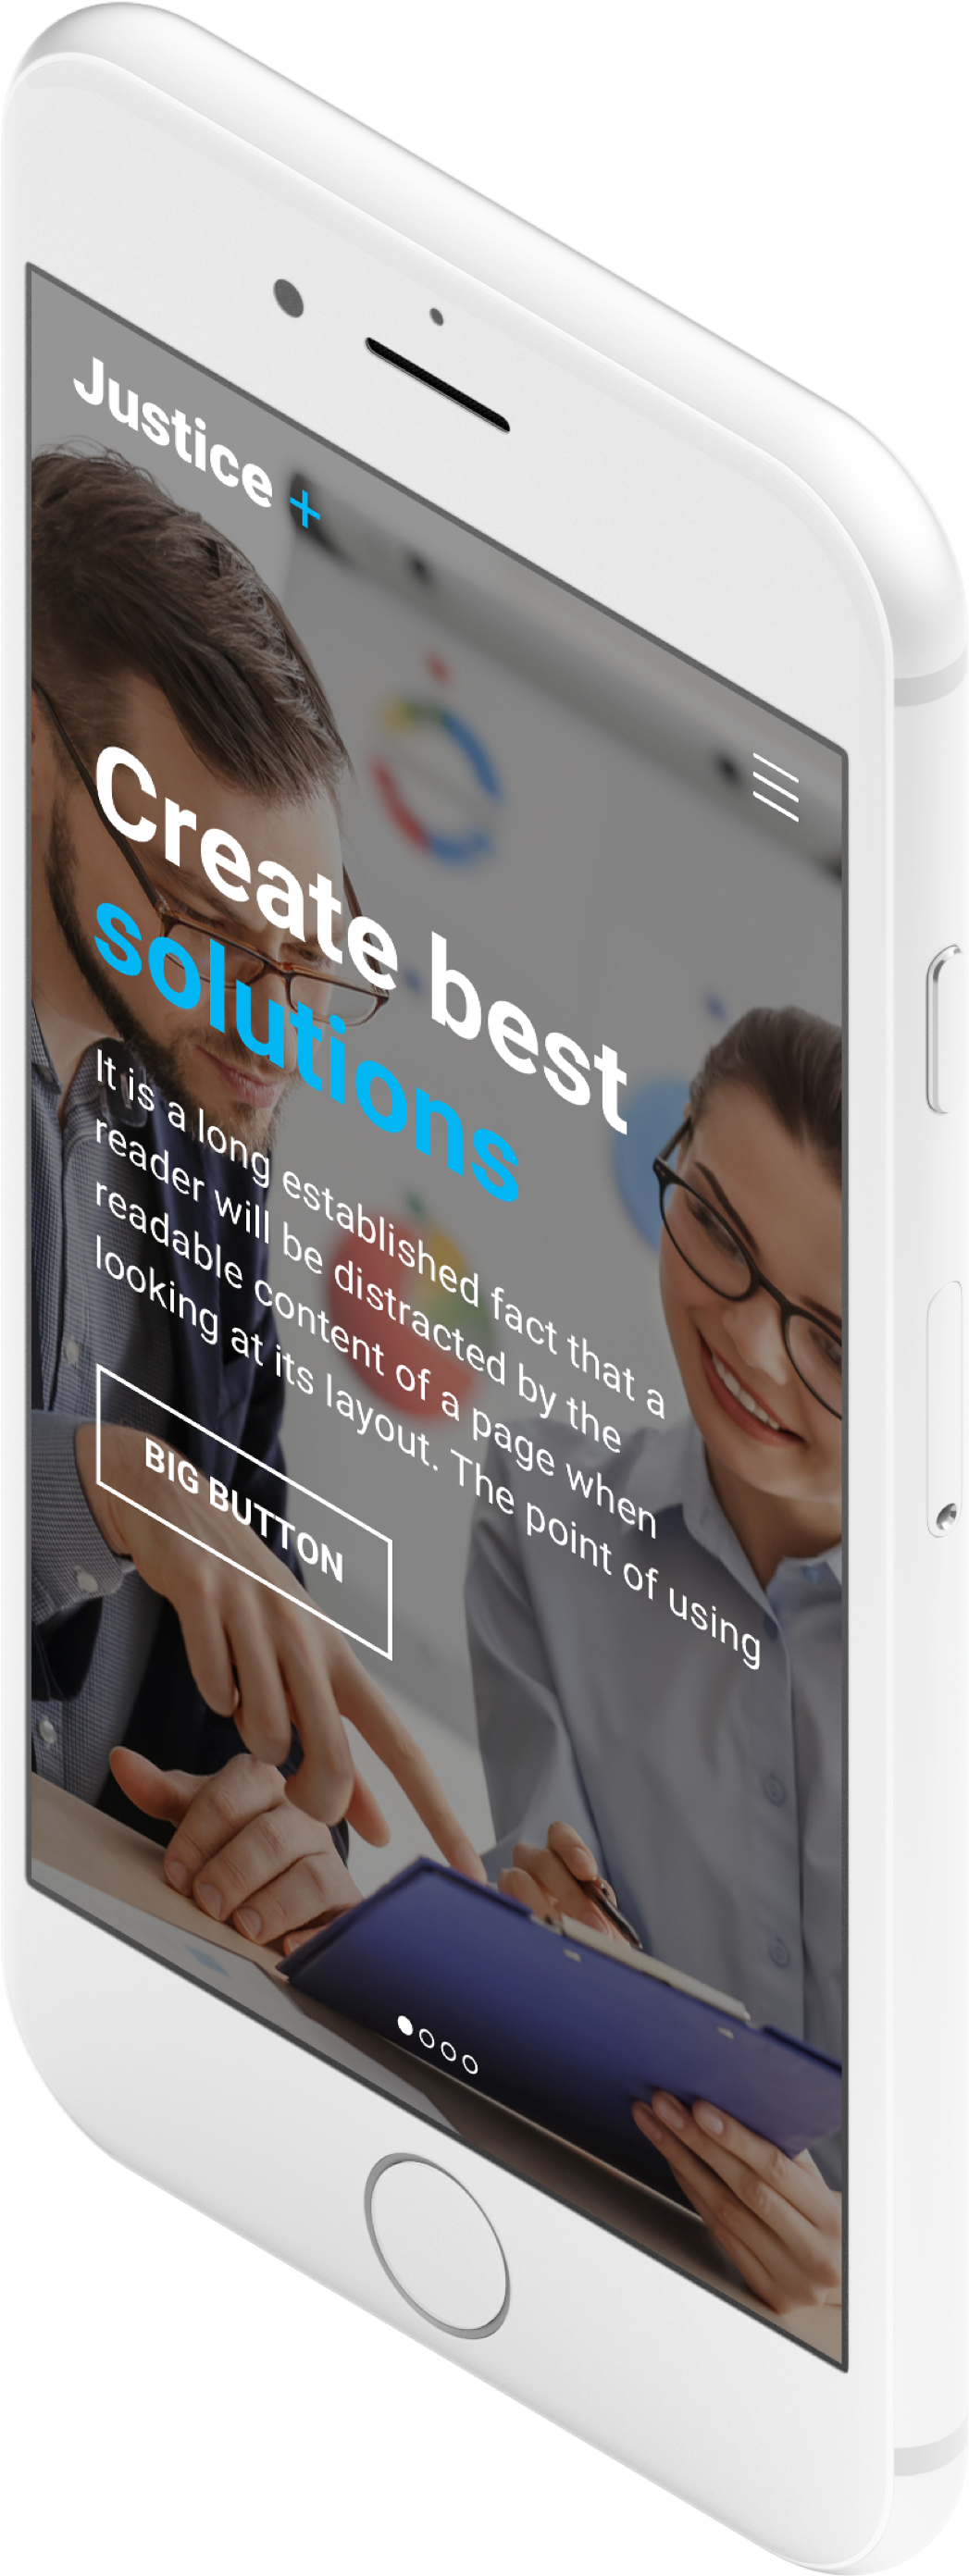 Justice +
Create best
solutions
It is a long established fact that a
reader will be distracted by the
readable content of a page when
looking at its layout. The point of using
BIG BUTTON